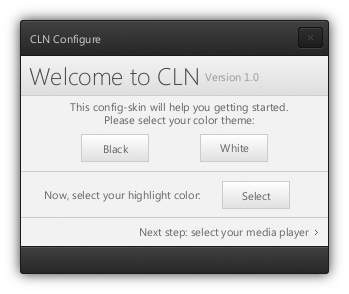 CLN Configure
Welcome to CLN Version 1.0
This config-skin will help you getting started.
Please select your color theme:
Black White
Now, select your highlight color: Select
Next step: select your media player >